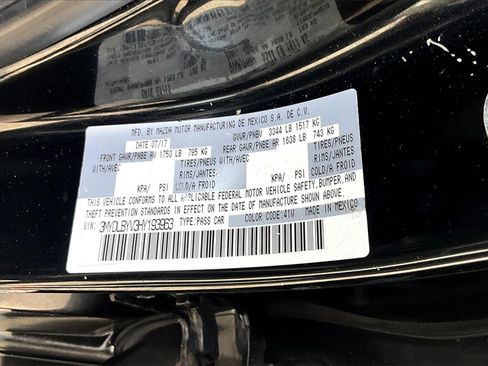 MFD. BY MAZDA MOTOR MANUFACTURING DE MEXICO S.A. DE C.V.
DATE 07/17 GVWR/PNBV 3344 LB 1517 KG
FRONT GAWR/PNBE AV 1753 LB 795 KG REAR GAWR/PNBE AR 1638 LB 743 KG
WITH/AVEC TIRES/PNEUS WITH/AVEC TIRES/PNEUS
RIMS/JANTES RIMS/JANTES
KPA/ PSI COLD/A FROID KPA/ PSI COLD/A FROID
THIS VEHICLE CONFORMS TO ALL APPLICABLE FEDERAL MOTOR VEHICLE SAFETY, BUMPER, AND
THEFT PREVENTION STANDARDS IN EFFECT ON THE DATE OF MANUFACTURE SHOWN ABOVE.
VIN: 3MYDLBYV3HY193963 TYPE: PASS CAR COLOR CODE: 41W MADE IN MEXICO